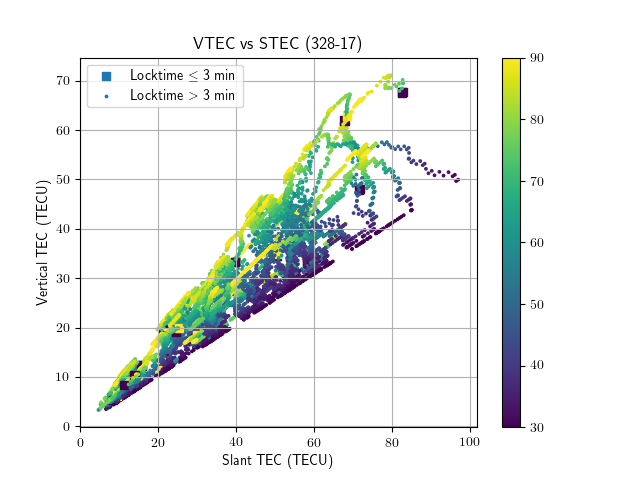 VTEC vs STEC (328-17)
Locktime ≤ 3 min
Locktime > 3 min
Vertical TEC (TECU)
70
60
50
40
30
20
10
0
0 20 40 60 80 100
Slant TEC (TECU)
90
80
70
60
50
40
30